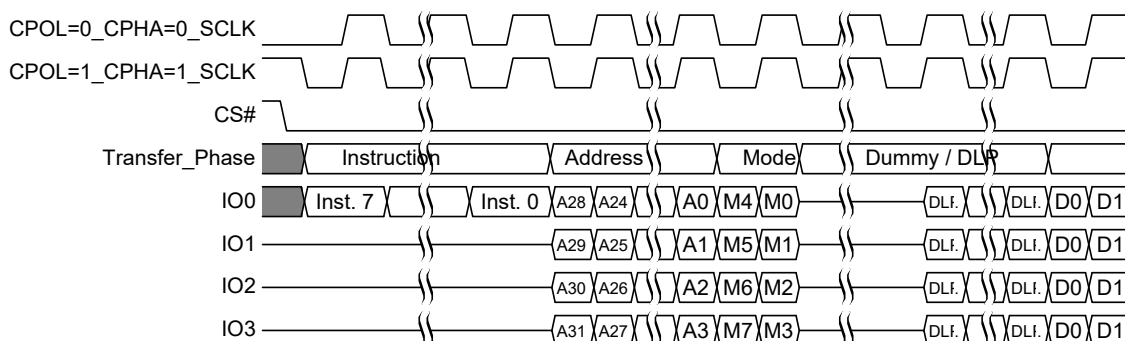 CPOL=0_CPHA=0_SCLK
CPOL=1_CPHA=1_SCLK
CS#
Transfer_Phase Instruction Address Mode Dummy / DLP
IO0 Inst. 7 Inst. 0 A28 A24 A0 M4 M0 DLP. DLP. D0 D1
IO1 A29 A25 A1 M5 M1 DLP. DLP. D0 D1
IO2 A30 A26 A2 M6 M2 DLP. DLP. D0 D1
IO3 A31 A27 A3 M7 M3 DLP. DLP. D0 D1